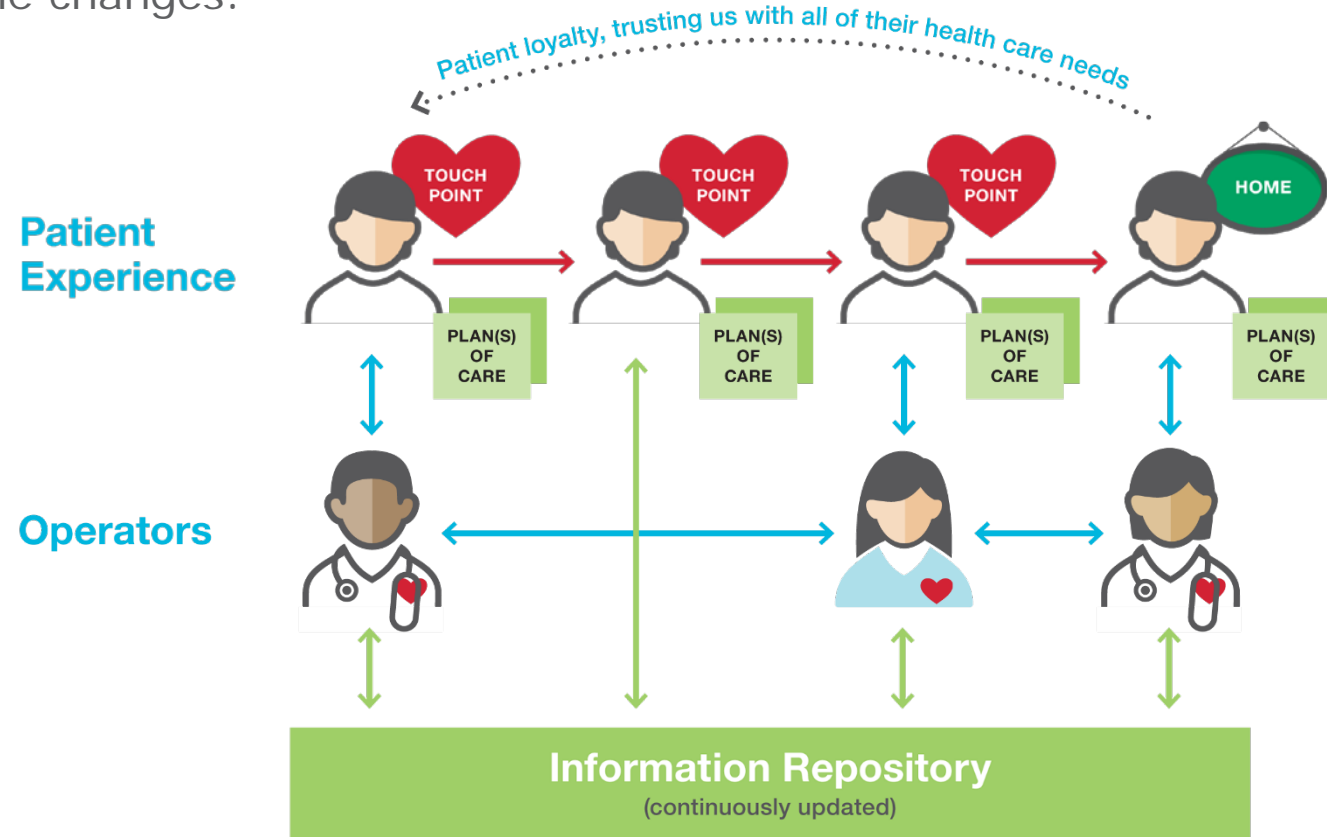 changes.
Patient loyalty, trusting us with all of their health care needs
TOUCH
POINT
TOUCH
POINT
TOUCH
POINT
HOME
Patient
Experience
PLAN(S)
OF
CARE
PLAN(S)
OF
CARE
PLAN(S)
OF
CARE
PLAN(S)
OF
CARE
Operators
Information Repository
(continuously updated)